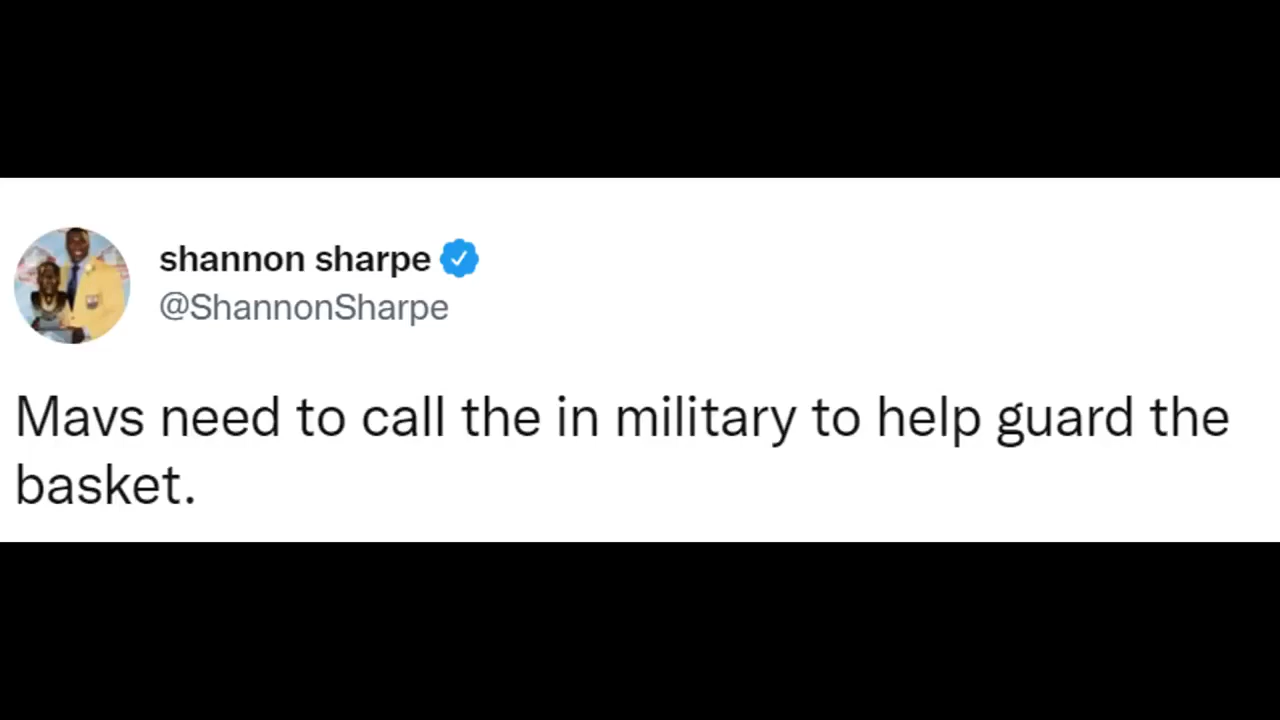 shannon sharpe
@ShannonSharpe
Mavs need to call the in military to help guard the
basket.